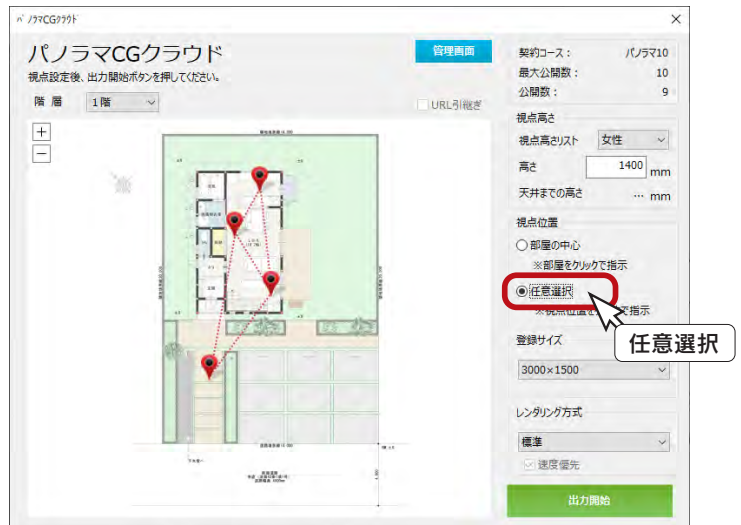 パノラマCGクラウド
パノラマCGクラウド
管理画面
視点設定後、出力開始ボタンを押してください。
階 層 1階
URL引継ぎ
契約コース： パノラマ10
最大公開数： 10
公開数： 9
視点高さ
視点高さリスト 女性
高さ 1400 mm
天井までの高さ … mm
視点位置
部屋の中心
※部屋をクリックで指示
任意選択
任意選択
登録サイズ
3000×1500
レンダリング方式
標準
速度優先
出力開始